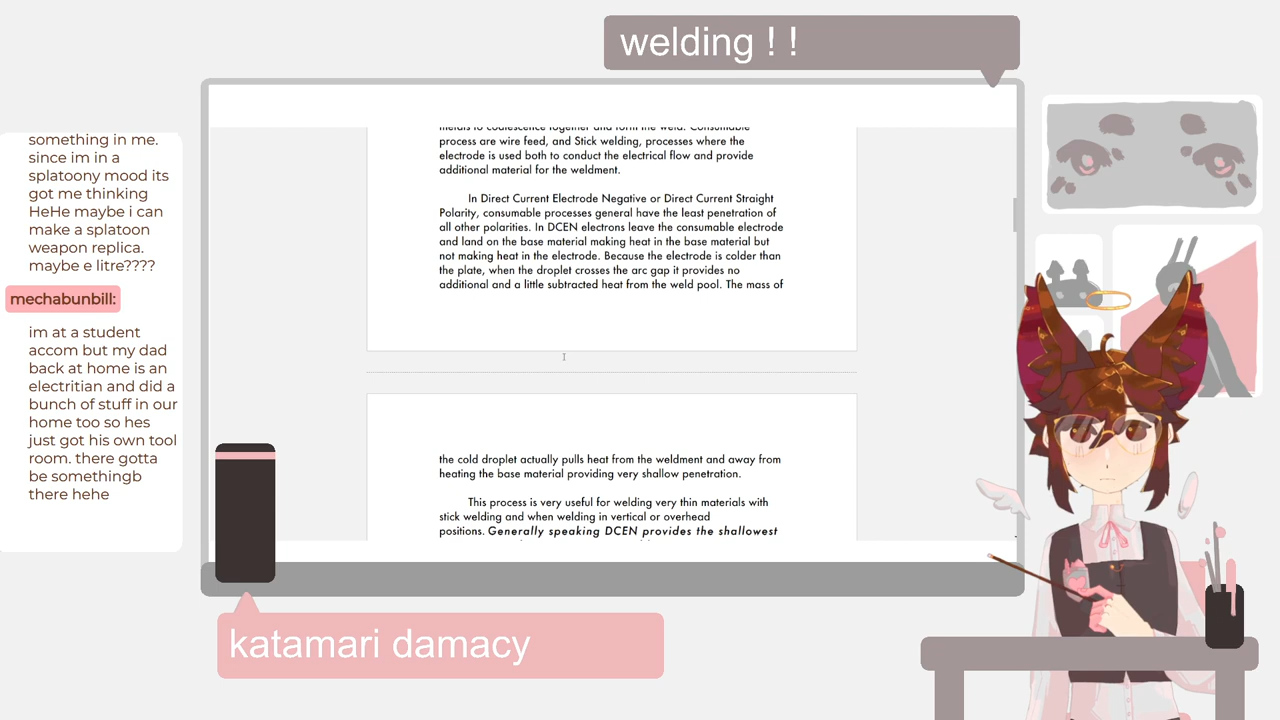 welding ! !
something in me.
since im in a
splatoony mood its
got me thinking
HeHe maybe i can
make a splatoon
weapon replica.
maybe e litre????
mechabunbill:
im at a student
accom but my dad
back at home is an
electritian and did a
bunch of stuff in our
home too so hes
just got his own tool
room. there gotta
be somethingb
there hehe
metals to coalescence together and form the weld. Consumable
process are wire feed, and Stick welding, processes where the
electrode is used both to conduct the electrical flow and provide
additional material for the weldment.
In Direct Current Electrode Negative or Direct Current Straight
Polarity, consumable processes general have the least penetration of
all other polarities. In DCEN electrons leave the consumable electrode
and land on the base material making heat in the base material but
not making heat in the electrode. Because the electrode is colder than
the plate, when the droplet crosses the arc gap it provides no
additional and a little subtracted heat from the weld pool. The mass of
the cold droplet actually pulls heat from the weldment and away from
heating the base material providing very shallow penetration.
This process is very useful for welding very thin materials with
stick welding and when welding in vertical or overhead
positions. Generally speaking DCEN provides the shallowest
katamari damacy